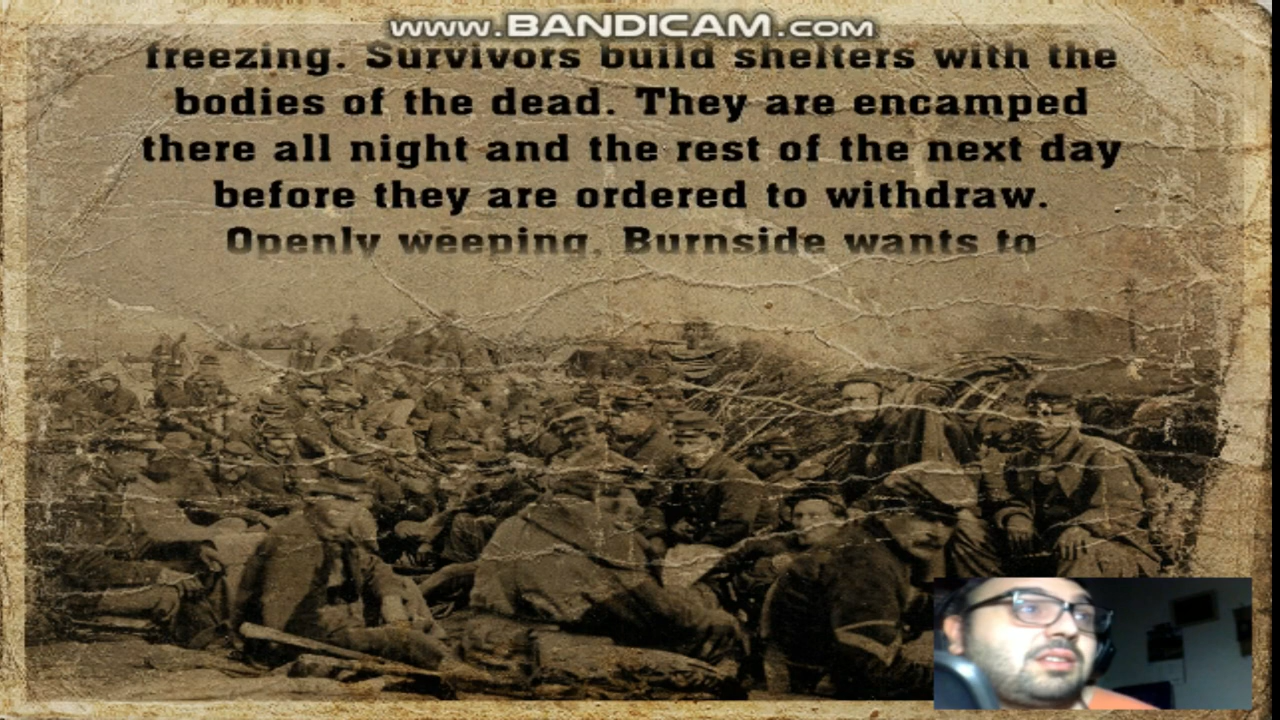 www.BANDICAM.com
freezing. Survivors build shelters with the
bodies of the dead. They are encamped
there all night and the rest of the next day
before they are ordered to withdraw.
Openly weeping, Burnside wants to